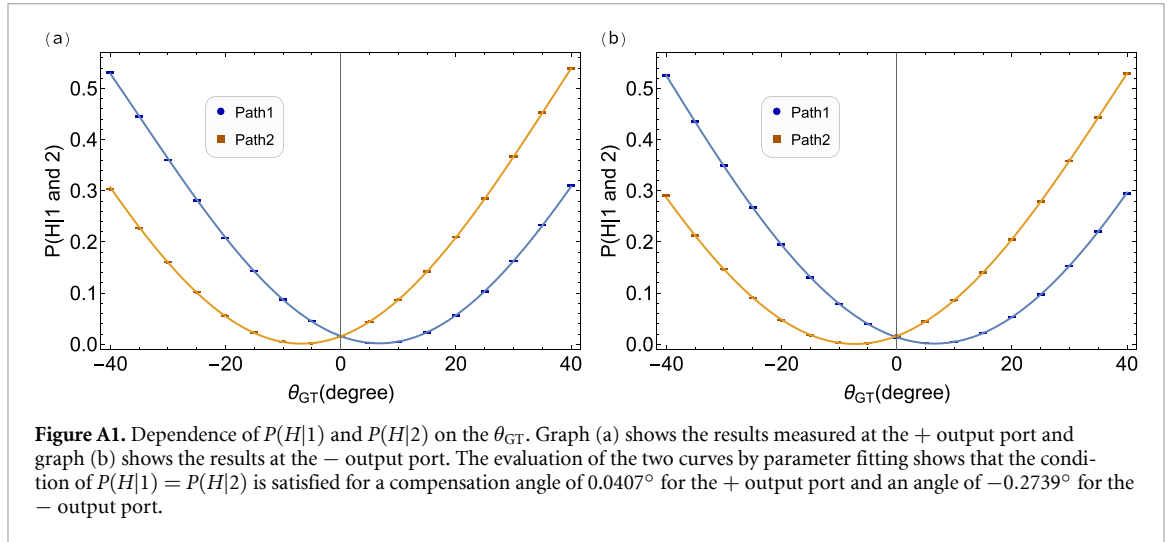 (a)
P(H|1 and 2)
0.5
0.4
0.3
0.2
0.1
0.0
Path1
Path2
−40 −20 0 20 40
θGT(degree)
(b)
P(H|1 and 2)
0.5
0.4
0.3
0.2
0.1
0.0
Path1
Path2
−40 −20 0 20 40
θGT(degree)
Figure A1. Dependence of P(H|1) and P(H|2) on the θGT. Graph (a) shows the results measured at the + output port and
graph (b) shows the results at the − output port. The evaluation of the two curves by parameter fitting shows that the condi-
tion of P(H|1) = P(H|2) is satisfied for a compensation angle of 0.0407° for the + output port and an angle of −0.2739° for the
− output port.